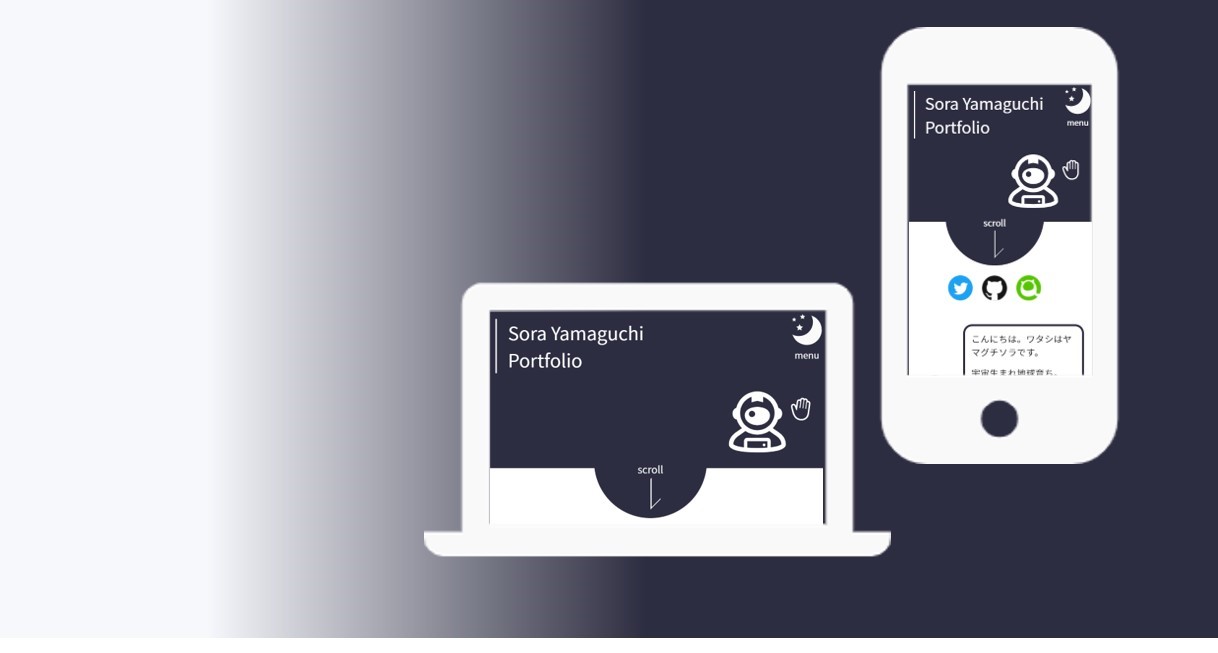 Sora Yamaguchi
Portfolio
menu
scroll
Sora Yamaguchi
Portfolio
menu
scroll
こんにちは。ワタシはヤ
マグチソラです。
宇宙生まれ地球育ち。